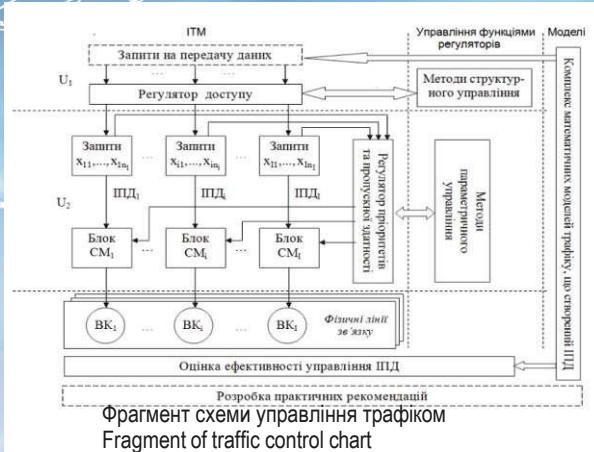 ІТМ
Управління функціями
регуляторів
Моделі
Запити на передачу даних
... ...
U1
Регулятор доступу
Методи структур-
ного управління
Запити
x11,...,x1n1
...
Запити
xi1,...,xini
...
Запити
xI1,...,xInI
ІПД1
ІПДi
ІПДI
U2
Регулятор пріоритетів
та пропускної здатності
Методи
параметричного
управління
Комплекс математичних моделей трафіку, що створений ІПД
Блок
СМ1
...
Блок
СМi
...
Блок
СМI
ВК1
...
ВКi
...
ВКI
Фізичні лінії
зв’язку
Оцінка ефективності управління ІПД
Розробка практичних рекомендацій
Фрагмент схеми управління трафіком
Fragment of traffic control chart